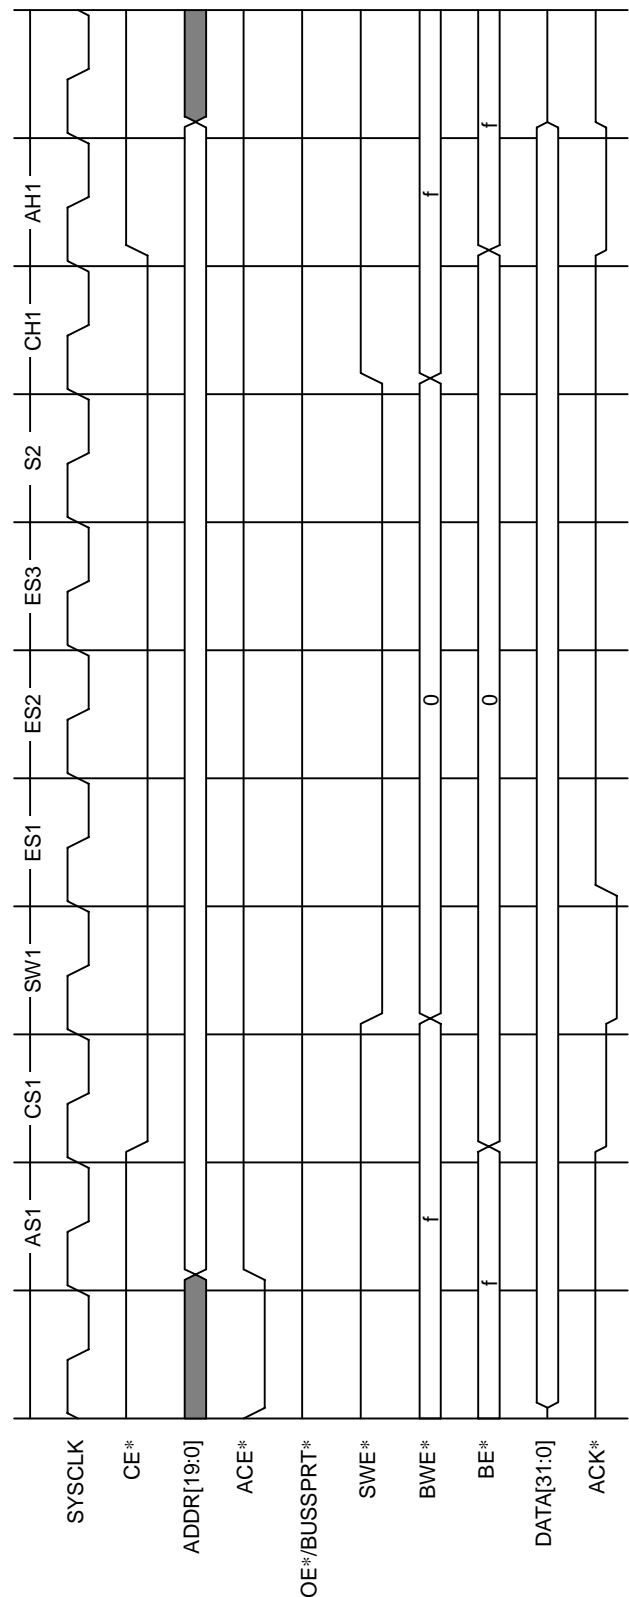 AS1 CS1 SW1 ES1 ES2 ES3 S2 CH1 AH1
SYSCLK
CE*
ADDR[19:0]
ACE*
OE*/BUSSPRT*
SWE*
BWE* f 0 f
BE* f 0 f
DATA[31:0]
ACK*